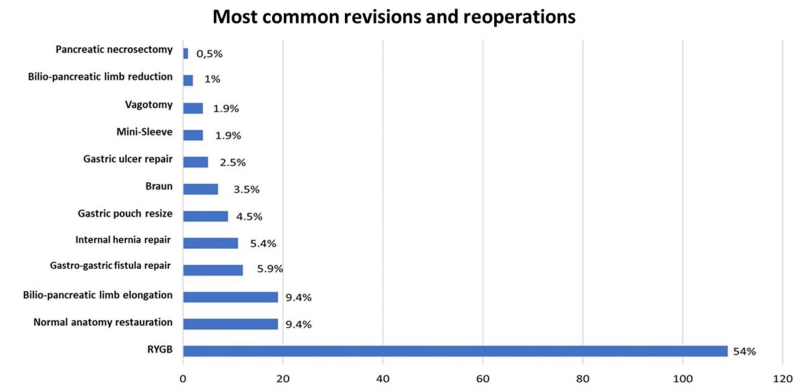 Most common revisions and reoperations
Pancreatic necrosectomy 0,5%
Bilio-pancreatic limb reduction 1%
Vagotomy 1.9%
Mini-Sleeve 1.9%
Gastric ulcer repair 2.5%
Braun 3.5%
Gastric pouch resize 4.5%
Internal hernia repair 5.4%
Gastro-gastric fistula repair 5.9%
Bilio-pancreatic limb elongation 9.4%
Normal anatomy restauration 9.4%
RYGB 54%
0 20 40 60 80 100 120